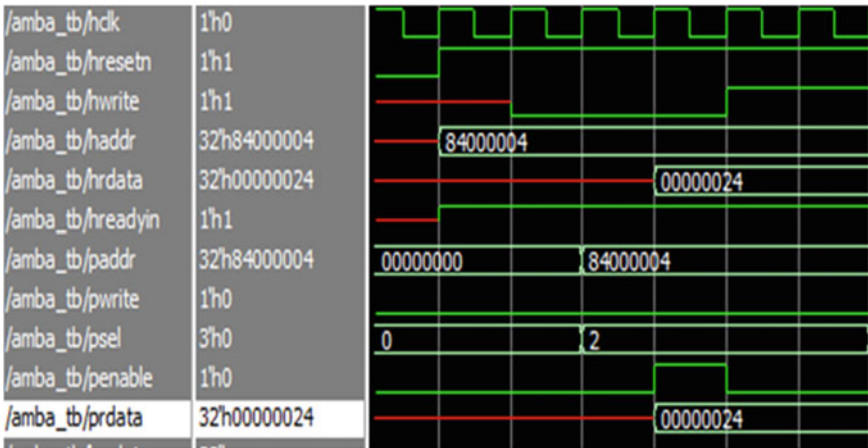 /amba_tb/hclk 1'h0
/amba_tb/hresetn 1'h1
/amba_tb/hwrite 1'h1
/amba_tb/haddr 32'h84000004 84000004
/amba_tb/hrdata 32'h00000024 00000024
/amba_tb/hreadyin 1'h1
/amba_tb/paddr 32'h84000004 00000000 84000004
/amba_tb/pwrite 1'h0
/amba_tb/psel 3'h0 0 2
/amba_tb/penable 1'h0
/amba_tb/prdata 32'h00000024 00000024